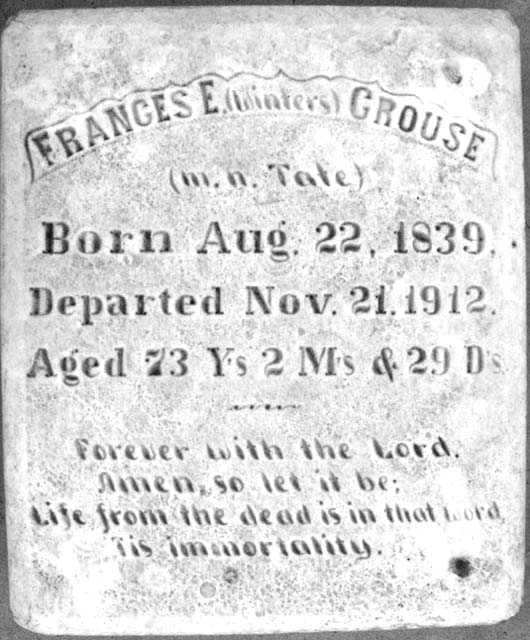 FRANCES E. (Winters) CROUSE
(m. n. Tate)
Born Aug. 22, 1839.
Departed Nov. 21. 1912.
Aged 73 Ys 2 Ms & 29 Ds
Forever with the Lord.
Amen, so let it be;
Life from the dead is in that word
Tis immortality.